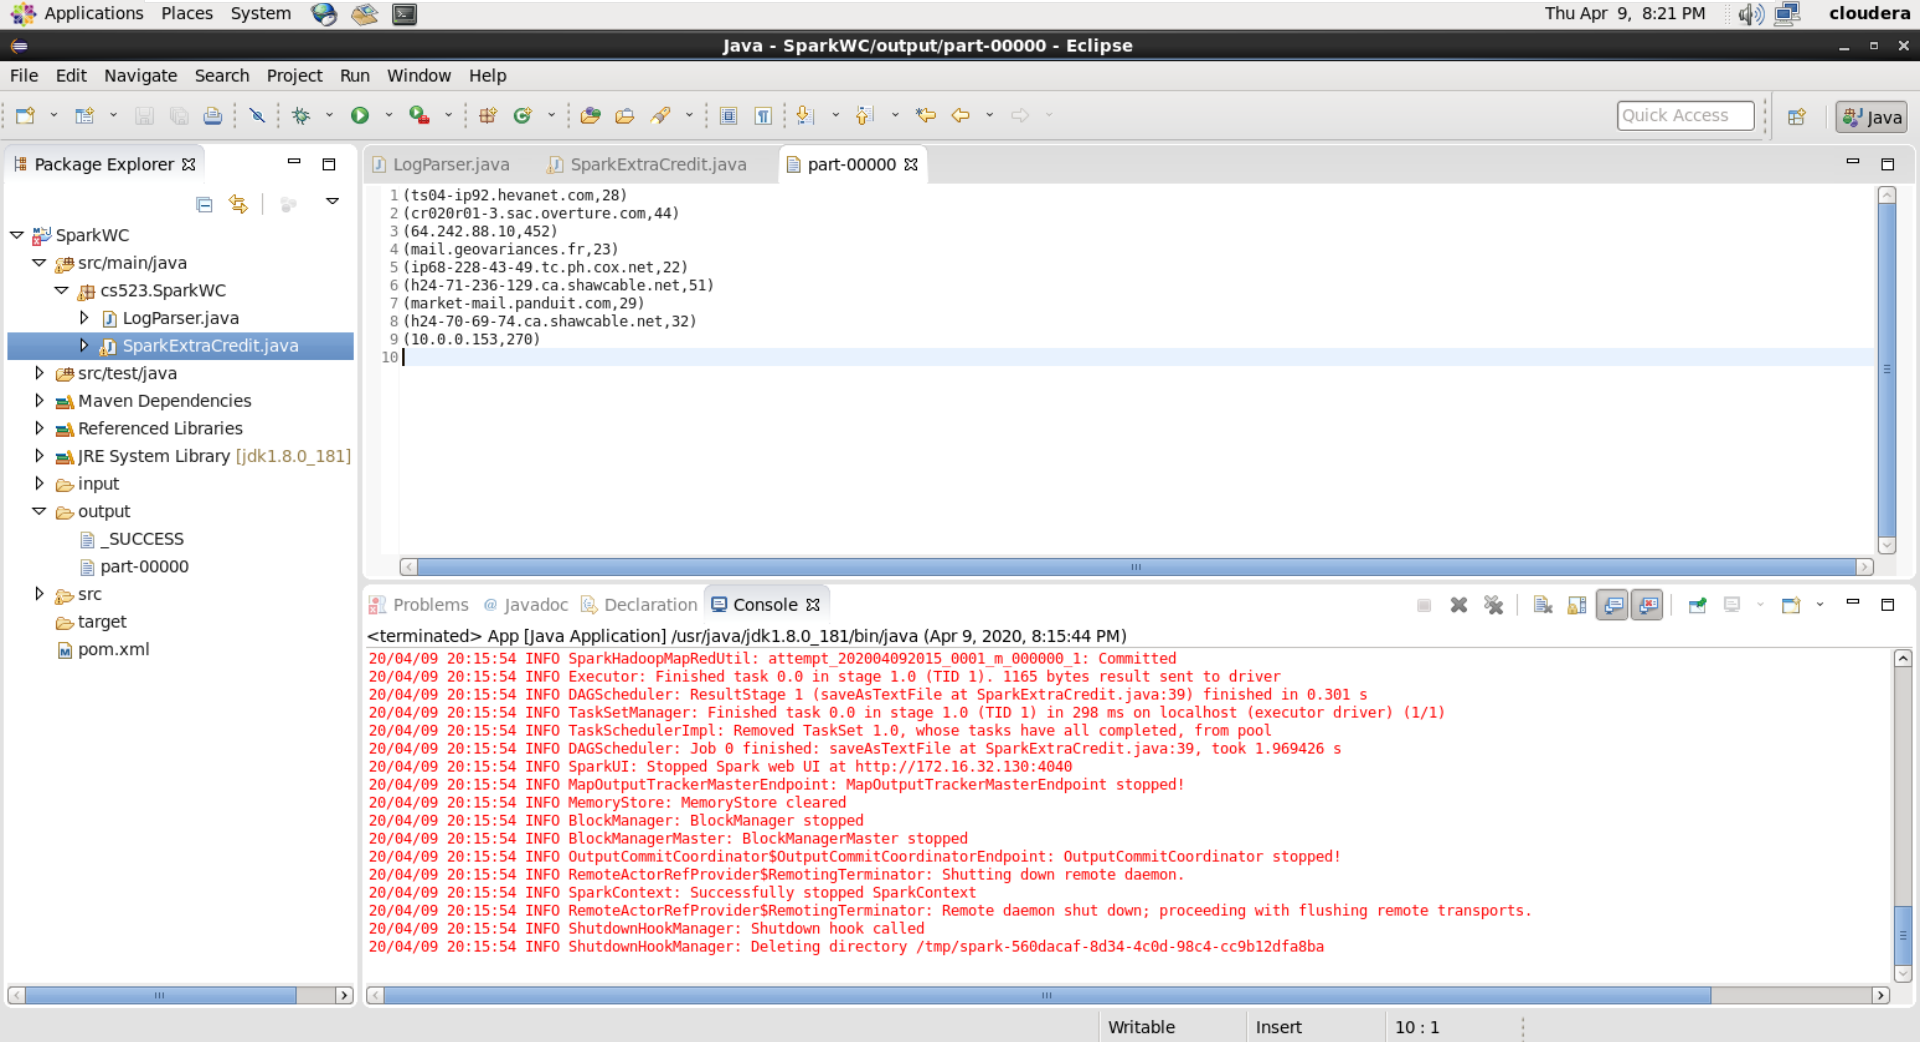 Applications Places System
Thu Apr 9, 8:21 PM
cloudera
Java - SparkWC/output/part-00000 - Eclipse
File Edit Navigate Search Project Run Window Help
Quick Access
Java
Package Explorer
SparkWC
src/main/java
cs523.SparkWC
LogParser.java
SparkExtraCredit.java
src/test/java
Maven Dependencies
Referenced Libraries
JRE System Library [jdk1.8.0_181]
input
output
_SUCCESS
part-00000
src
target
pom.xml
LogParser.java SparkExtraCredit.java part-00000
1 (ts04-ip92.hevanet.com,28)
2 (cr020r01-3.sac.overture.com,44)
3 (64.242.88.10,452)
4 (mail.geovariances.fr,23)
5 (ip68-228-43-49.tc.ph.cox.net,22)
6 (h24-71-236-129.ca.shawcable.net,51)
7 (market-mail.panduit.com,29)
8 (h24-70-69-74.ca.shawcable.net,32)
9 (10.0.0.153,270)
10
Problems @ Javadoc Declaration Console
<terminated> App [Java Application] /usr/java/jdk1.8.0_181/bin/java (Apr 9, 2020, 8:15:44 PM)
20/04/09 20:15:54 INFO SparkHadoopMapRedUtil: attempt_202004092015_0001_m_000000_1: Committed
20/04/09 20:15:54 INFO Executor: Finished task 0.0 in stage 1.0 (TID 1). 1165 bytes result sent to driver
20/04/09 20:15:54 INFO DAGScheduler: ResultStage 1 (saveAsTextFile at SparkExtraCredit.java:39) finished in 0.301 s
20/04/09 20:15:54 INFO TaskSetManager: Finished task 0.0 in stage 1.0 (TID 1) in 298 ms on localhost (executor driver) (1/1)
20/04/09 20:15:54 INFO TaskSchedulerImpl: Removed TaskSet 1.0, whose tasks have all completed, from pool
20/04/09 20:15:54 INFO DAGScheduler: Job 0 finished: saveAsTextFile at SparkExtraCredit.java:39, took 1.969426 s
20/04/09 20:15:54 INFO SparkUI: Stopped Spark web UI at http://172.16.32.130:4040
20/04/09 20:15:54 INFO MapOutputTrackerMasterEndpoint: MapOutputTrackerMasterEndpoint stopped!
20/04/09 20:15:54 INFO MemoryStore: MemoryStore cleared
20/04/09 20:15:54 INFO BlockManager: BlockManager stopped
20/04/09 20:15:54 INFO BlockManagerMaster: BlockManagerMaster stopped
20/04/09 20:15:54 INFO OutputCommitCoordinator$OutputCommitCoordinatorEndpoint: OutputCommitCoordinator stopped!
20/04/09 20:15:54 INFO RemoteActorRefProvider$RemotingTerminator: Shutting down remote daemon.
20/04/09 20:15:54 INFO SparkContext: Successfully stopped SparkContext
20/04/09 20:15:54 INFO RemoteActorRefProvider$RemotingTerminator: Remote daemon shut down; proceeding with flushing remote transports.
20/04/09 20:15:54 INFO ShutdownHookManager: Shutdown hook called
20/04/09 20:15:54 INFO ShutdownHookManager: Deleting directory /tmp/spark-560dacaf-8d34-4c0d-98c4-cc9b12dfa8ba
Writable Insert 10 : 1